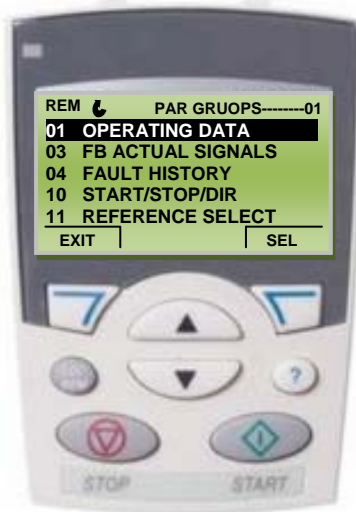 REM PAR GRUOPS--------01
01 OPERATING DATA
03 FB ACTUAL SIGNALS
04 FAULT HISTORY
10 START/STOP/DIR
11 REFERENCE SELECT
EXIT SEL
?
STOP START